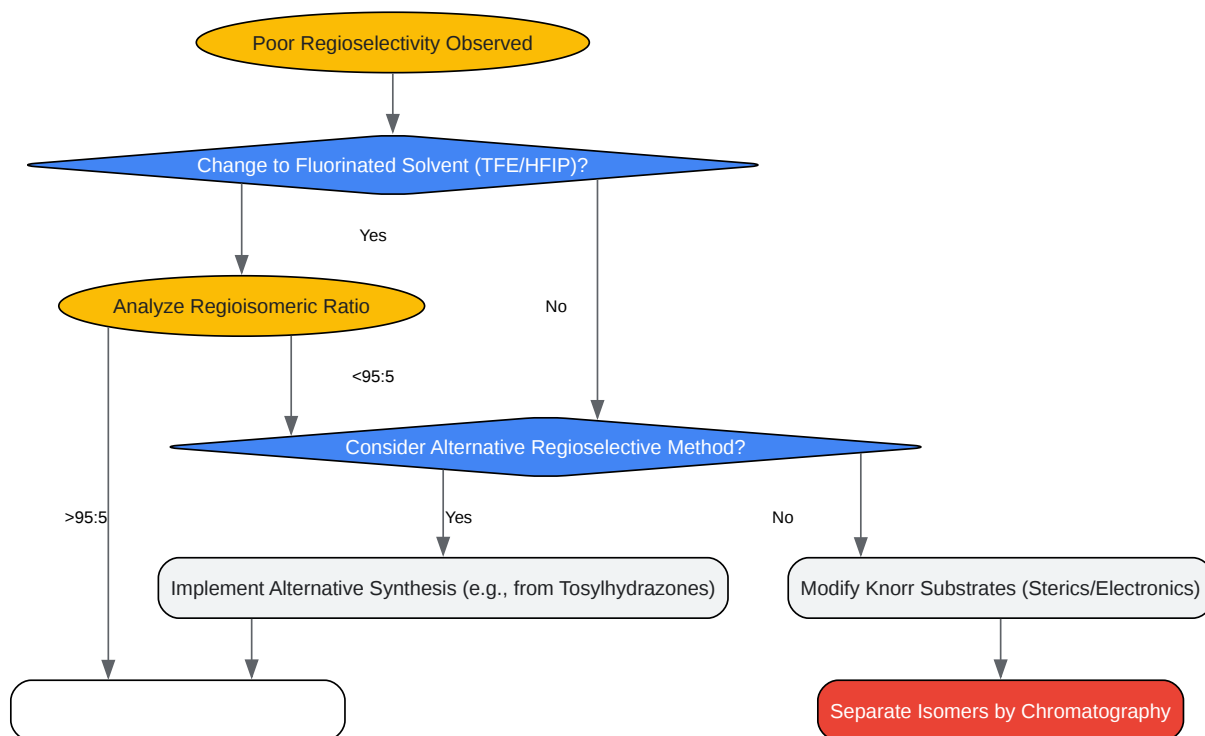 Poor Regioselectivity Observed
Change to Fluorinated Solvent (TFE/HFIP)?
Yes
Analyze Regioisomeric Ratio
No
<95:5
Consider Alternative Regioselective Method?
>95:5
Yes
No
Implement Alternative Synthesis (e.g., from Tosylhydrazones)
Modify Knorr Substrates (Sterics/Electronics)
Separate Isomers by Chromatography